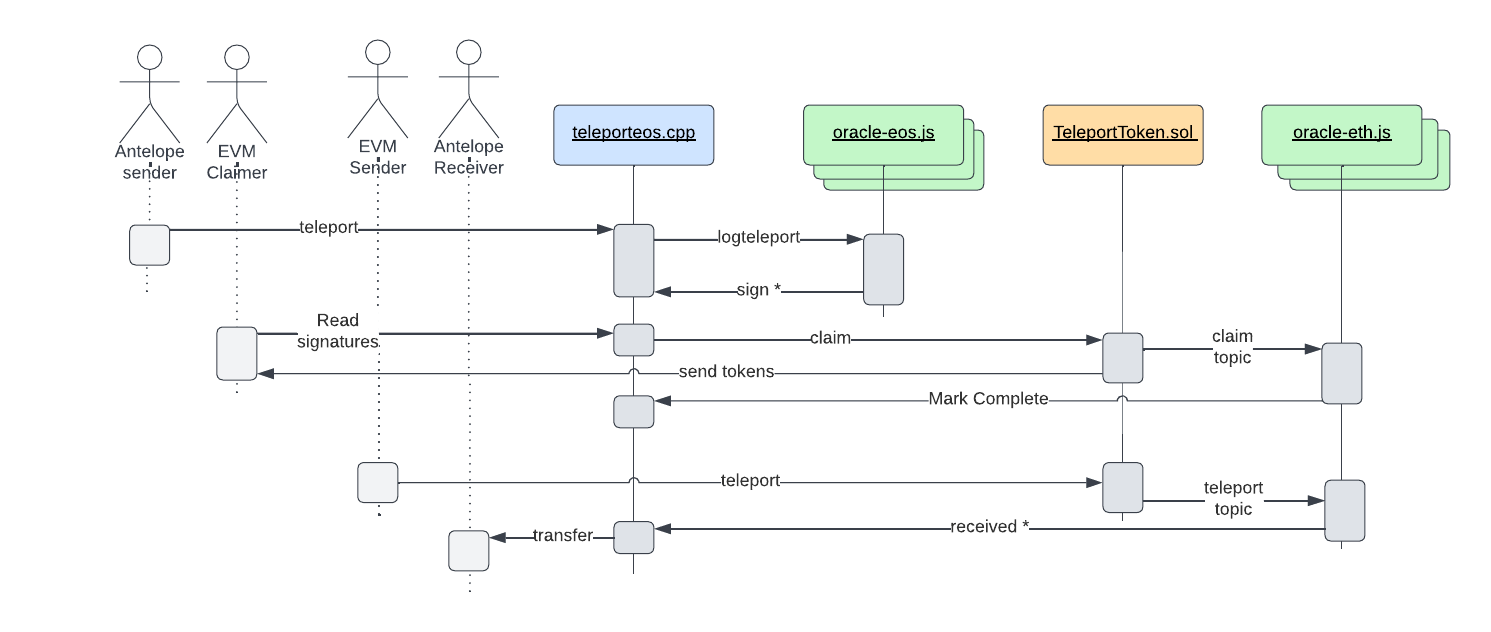 Antelope
sender
EVM
Claimer
EVM
Sender
Antelope
Receiver
teleporteos.cpp
oracle-eos.js
TeleportToken.sol
oracle-eth.js
teleport
logteleport
sign *
Read
signatures
claim
claim
topic
send tokens
Mark Complete
teleport
teleport
topic
received *
transfer